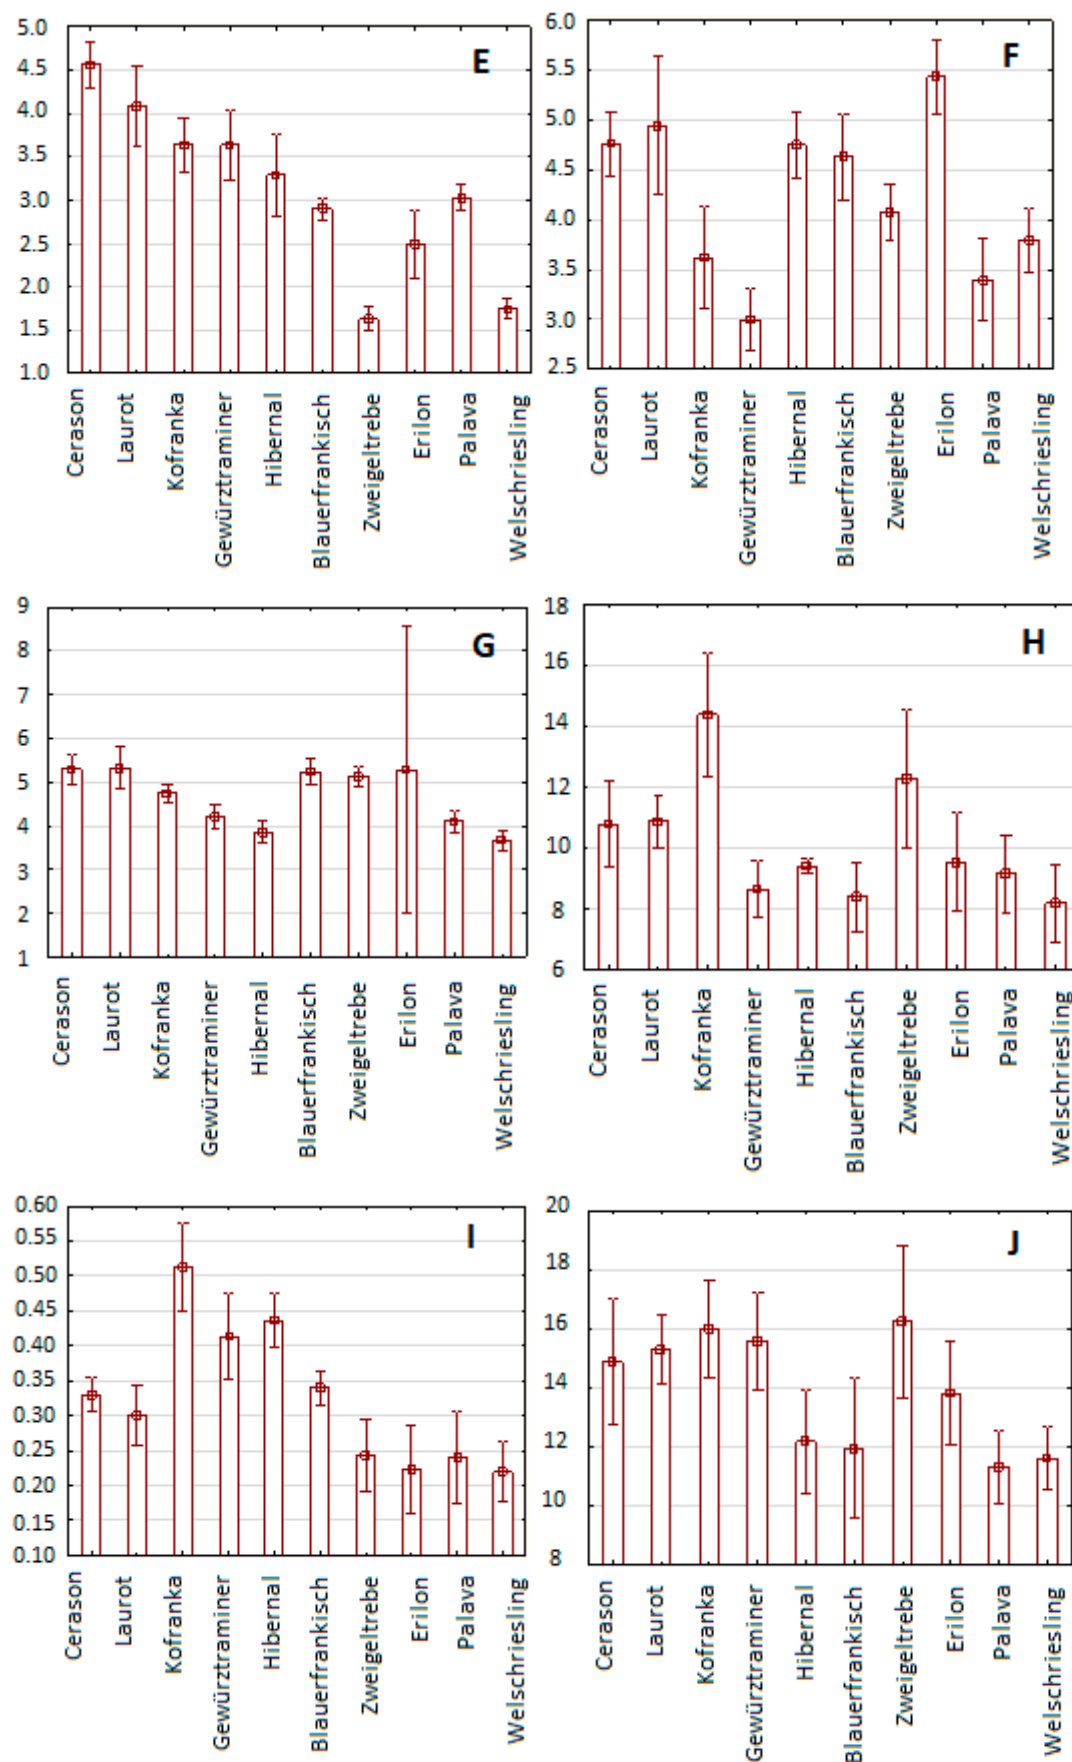 E
5.0
4.5
4.0
3.5
3.0
2.5
2.0
1.5
1.0
Cerason
Laurot
Kofranka
Gewürztraminer
Hibernal
Blauerfrankisch
Zweigeltrebe
Erilon
Palava
Welschriesling
F
6.0
5.5
5.0
4.5
4.0
3.5
3.0
2.5
Cerason
Laurot
Kofranka
Gewürztraminer
Hibernal
Blauerfrankisch
Zweigeltrebe
Erilon
Palava
Welschriesling
G
9
8
7
6
5
4
3
2
1
Cerason
Laurot
Kofranka
Gewürztraminer
Hibernal
Blauerfrankisch
Zweigeltrebe
Erilon
Palava
Welschriesling
H
18
16
14
12
10
8
6
Cerason
Laurot
Kofranka
Gewürztraminer
Hibernal
Blauerfrankisch
Zweigeltrebe
Erilon
Palava
Welschriesling
I
0.60
0.55
0.50
0.45
0.40
0.35
0.30
0.25
0.20
0.15
0.10
Cerason
Laurot
Kofranka
Gewürztraminer
Hibernal
Blauerfrankisch
Zweigeltrebe
Erilon
Palava
Welschriesling
J
20
18
16
14
12
10
8
Cerason
Laurot
Kofranka
Gewürztraminer
Hibernal
Blauerfrankisch
Zweigeltrebe
Erilon
Palava
Welschriesling